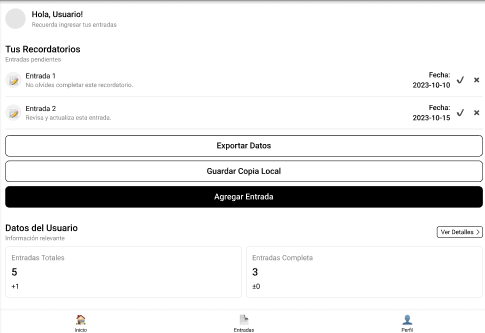 Hola, Usuario!
Recuerda ingresar tus entradas
Tus Recordatorios
Entradas pendientes
Entrada 1
No olvides completar este recordatorio.
Fecha:
2023-10-10
Entrada 2
Revisa y actualiza esta entrada.
Fecha:
2023-10-15
Exportar Datos
Guardar Copia Local
Agregar Entrada
Datos del Usuario
Información relevante
Ver Detalles
Entradas Totales
5
+1
Entradas Completa
3
±0
Inicio
Entradas
Perfil